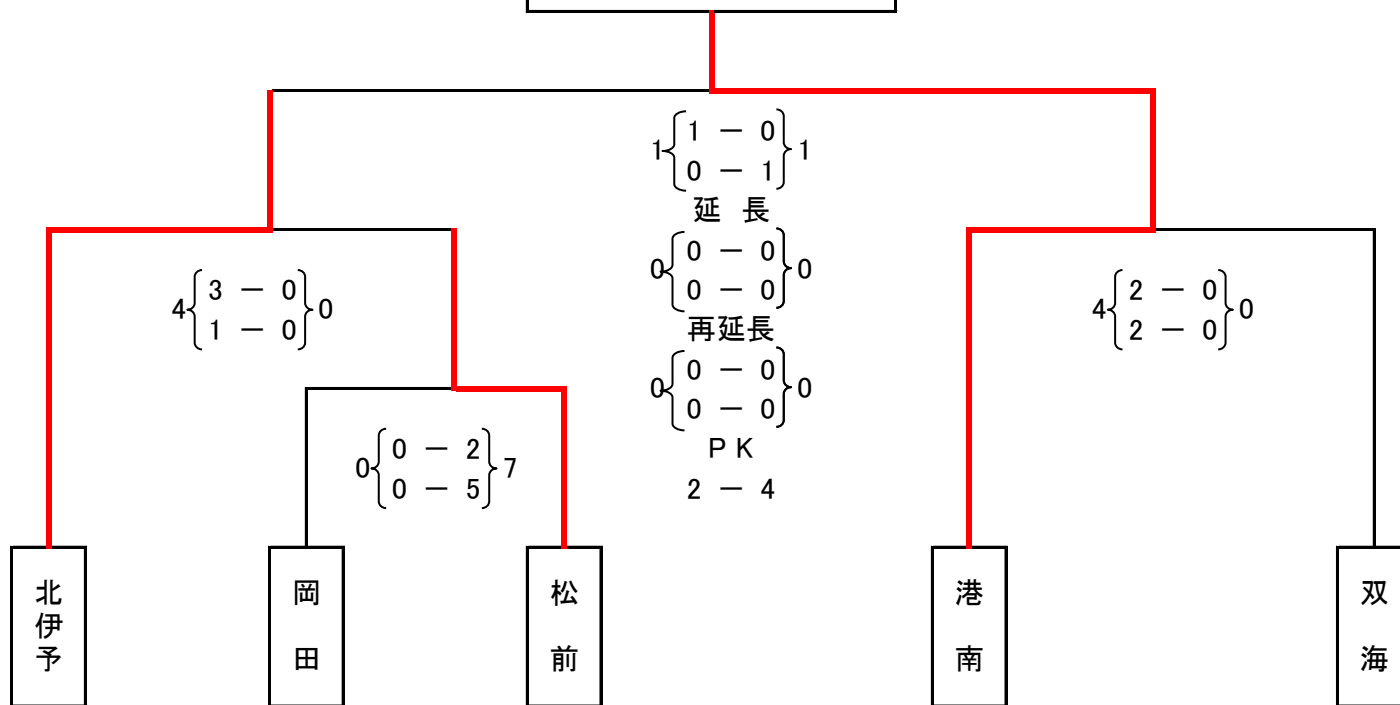 1 1 － 0 1
0 － 1
延 長
0 0 － 0 0
0 － 0
再延長
0 0 － 0 0
0 － 0
ＰＫ
2 － 4
4 3 － 0 0
1 － 0
4 2 － 0 0
2 － 0
0 0 － 2 7
0 － 5
北伊予
岡田
松前
港南
双海